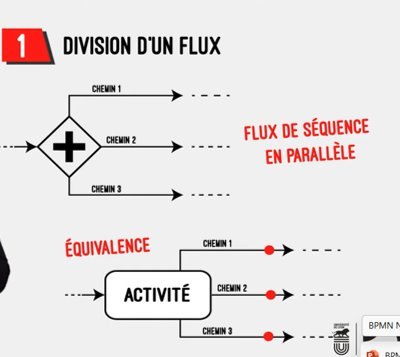 1 DIVISION D'UN FLUX
CHEMIN 1
CHEMIN 2
CHEMIN 3
FLUX DE SÉQUENCE
EN PARALLÈLE
ÉQUIVALENCE
ACTIVITÉ
CHEMIN 1
CHEMIN 2
CHEMIN 3
BPMN N
BPM